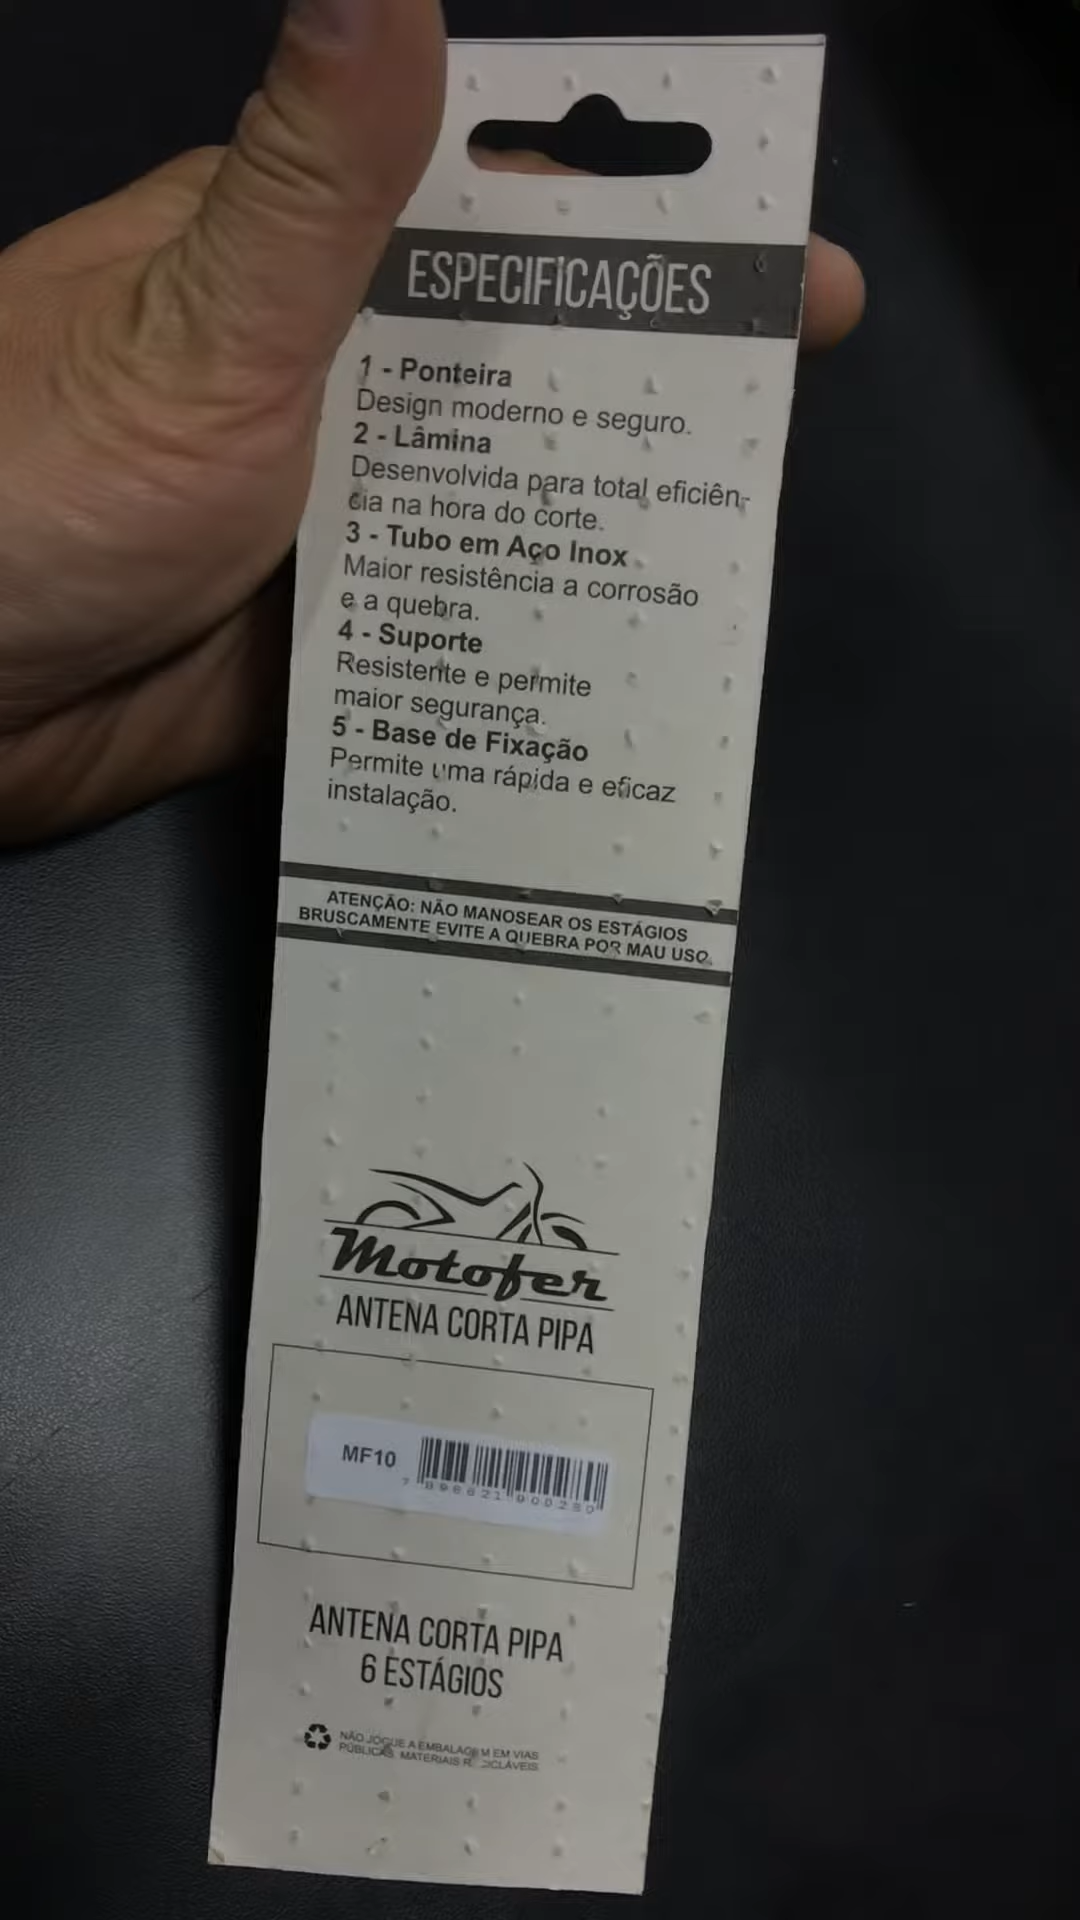 ESPECIFICAÇÕES
1 - Ponteira
Design moderno e seguro.
2 - Lâmina
Desenvolvida para total eficiên-
cia na hora do corte.
3 - Tubo em Aço Inox
Maior resistência a corrosão
e a quebra.
4 - Suporte
Resistente e permite
maior segurança.
5 - Base de Fixação
Permite uma rápida e eficaz
instalação.
ATENÇÃO: NÃO MANOSEAR OS ESTÁGIOS
BRUSCAMENTE EVITE A QUEBRA POR MAU USO.
Motofer
ANTENA CORTA PIPA
MF10
ANTENA CORTA PIPA
6 ESTÁGIOS
NÃO JOGUE A EMBALAGEM EM VIAS
PÚBLICAS. MATERIAIS RECICLÁVEIS